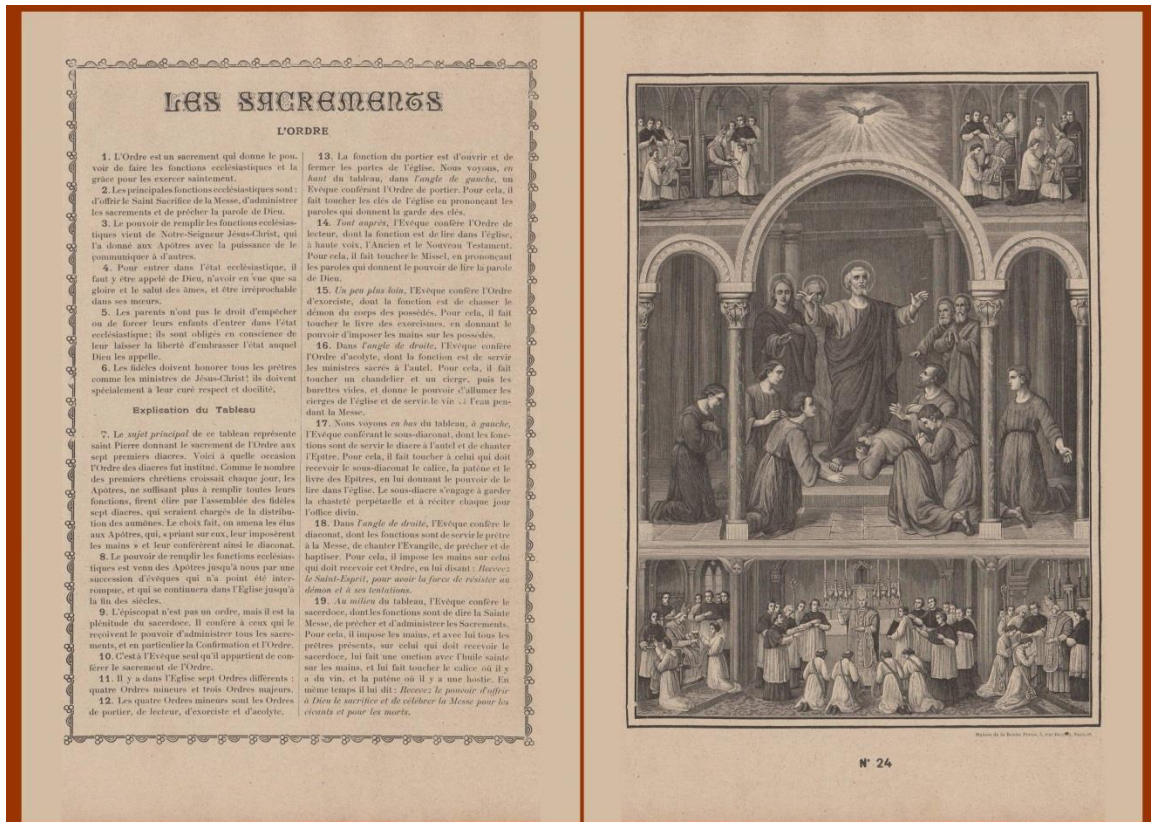 LES SACREMENTS
L'ORDRE
1. L'Ordre est un sacrement qui donne le pou.
voir de faire les fonctions ecclésiastiques et la
grâce pour les exercer saintement.
2. Les principales fonctions ecclésiastiques sont :
d'offrir le Saint Sacrifice de la Messe, d'administrer
les sacrements et de prêcher la parole de Dieu.
3. Le pouvoir de remplir les fonctions ecclésias-
tiques vient de Notre-Seigneur Jésus-Christ, qui
l'a donné aux Apôtres avec la puissance de le
communiquer à d'autres.
4. Pour entrer dans l'état ecclésiastique, il
faut y être appelé de Dieu, n'avoir en vue que sa
gloire et le salut des âmes, et être irréprochable
dans ses mœurs.
5. Les parents n'ont pas le droit d'empêcher
ou de forcer leurs enfants d'entrer dans l'état
ecclésiastique; ils sont obligés en conscience de
leur laisser la liberté d'embrasser l'état auquel
Dieu les appelle.
6. Les fidèles doivent honorer tous les prêtres
comme les ministres de Jésus-Christ; ils doivent
spécialement à leur curé respect et docilité.
Explication du Tableau
7. Le sujet principal de ce tableau représente
saint Pierre donnant le sacrement de l'Ordre aux
sept premiers diacres. Voici à quelle occasion
l'Ordre des diacres fut institué. Comme le nombre
des premiers chrétiens croissait chaque jour, les
Apôtres, ne suffisant plus à remplir toutes leurs
fonctions, firent élire par l'assemblée des fidèles
sept diacres, qui seraient chargés de la distribu-
tion des aumônes. Le choix fait, on amena les élus
aux Apôtres, qui, « priant sur eux, leur imposèrent
les mains » et leur conférèrent ainsi le diaconat.
8. Le pouvoir de remplir les fonctions ecclésias-
tiques est venu des Apôtres jusqu'à nous par une
succession d'évêques qui n'a point été inter-
rompue, et qui se continuera dans l'Eglise jusqu'à
la fin des siècles.
9. L'épiscopat n'est pas un ordre, mais il est la
plénitude du sacerdoce. Il confère à ceux qui le
reçoivent le pouvoir d'administrer tous les sacre-
ments, et en particulier la Confirmation et l'Ordre.
10. C'est à l'Evêque seul qu'il appartient de con-
férer le sacrement de l'Ordre.
11. Il y a dans l'Eglise sept Ordres différents :
quatre Ordres mineurs et trois Ordres majeurs.
12. Les quatre Ordres mineurs sont les Ordres
de portier, de lecteur, d'exorciste et d'acolyte.
13. La fonction du portier est d'ouvrir et de
fermer les portes de l'église. Nous voyons, en
haut du tableau, dans l'angle de gauche, un
Evêque conférant l'Ordre de portier. Pour cela, il
fait toucher les clés de l'église en prononçant les
paroles qui donnent la garde des clés.
14. Tout auprès, l'Evêque confère l'Ordre de
lecteur, dont la fonction est de lire dans l'église,
à haute voix, l'Ancien et le Nouveau Testament.
Pour cela, il fait toucher le Missel, en prononçant
les paroles qui donnent le pouvoir de lire la parole
de Dieu.
15. Un peu plus loin, l'Evêque confère l'Ordre
d'exorciste, dont la fonction est de chasser le
démon du corps des possédés. Pour cela, il fait
toucher le livre des exorcismes, en donnant le
pouvoir d'imposer les mains sur les possédés.
16. Dans l'angle de droite, l'Evêque confère
l'Ordre d'acolyte, dont la fonction est de servir
les ministres sacrés à l'autel. Pour cela, il fait
toucher un chandelier et un cierge, puis les
burettes vides, et donne le pouvoir d'allumer les
cierges de l'église et de servir le vin et l'eau pen-
dant la Messe.
17. Nous voyons en bas du tableau, à gauche,
l'Evêque conférant le sous-diaconat, dont les fonc-
tions sont de servir le diacre à l'autel et de chanter
l'Epître. Pour cela, il fait toucher à celui qui doit
recevoir le sous-diaconat le calice, la patène et le
livre des Epîtres, en lui donnant le pouvoir de le
lire dans l'église. Le sous-diacre s'engage à garder
la chasteté perpétuelle et à réciter chaque jour
l'office divin.
18. Dans l'angle de droite, l'Evêque confère le
diaconat, dont les fonctions sont de servir le prêtre
à la Messe, de chanter l'Evangile, de prêcher et de
baptiser. Pour cela, il impose les mains sur celui
qui doit recevoir cet Ordre, en lui disant : Recevez
le Saint-Esprit, pour avoir la force de résister au
démon et à ses tentations.
19. Au milieu du tableau, l'Evêque confère le
sacerdoce, dont les fonctions sont de dire la Sainte
Messe, de prêcher et d'administrer les Sacrements.
Pour cela, il impose les mains, et avec lui tous les
prêtres présents, sur celui qui doit recevoir le
sacerdoce, lui fait une onction avec l'huile sainte
sur les mains, et lui fait toucher le calice où il y
a du vin, et la patène où il y a une hostie. En
même temps il lui dit : Recevez le pouvoir d'offrir
à Dieu le sacrifice et de célébrer la Messe pour les
vivants et pour les morts.
Maison de la Bonne Presse, 5, rue
N° 24